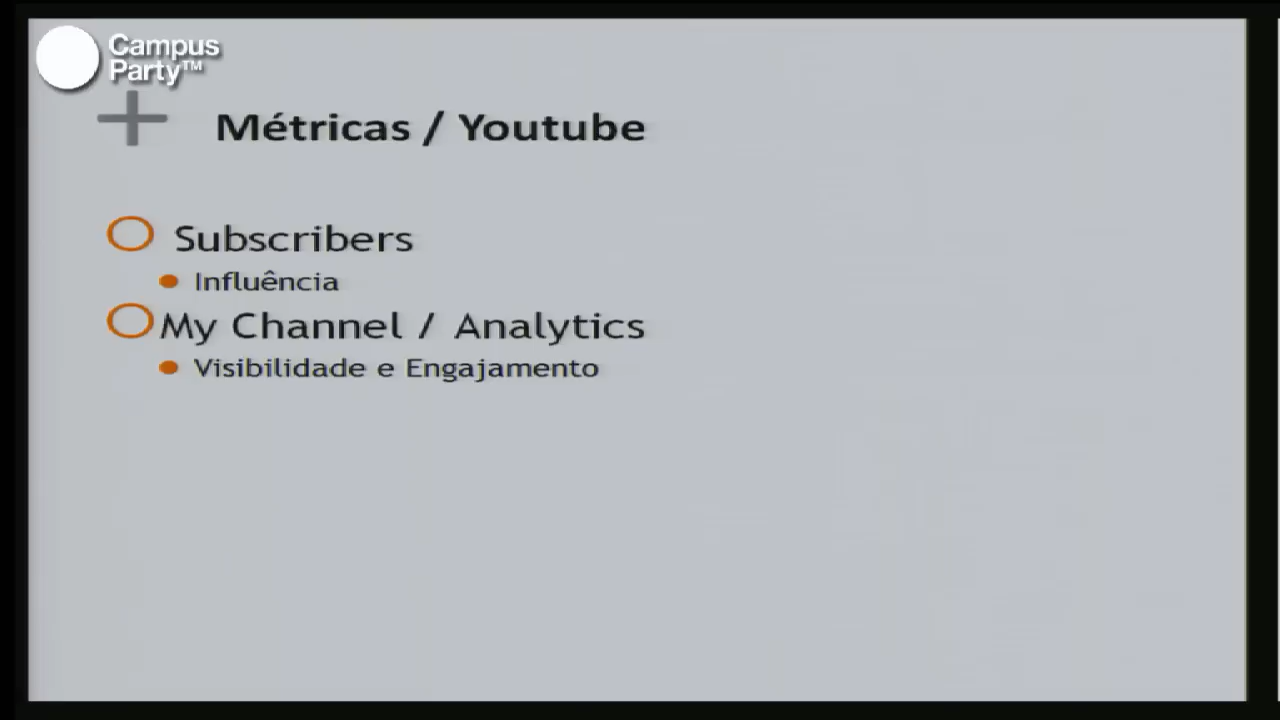 Campus
Party™
Métricas / Youtube
Subscribers
Influência
My Channel / Analytics
Visibilidade e Engajamento